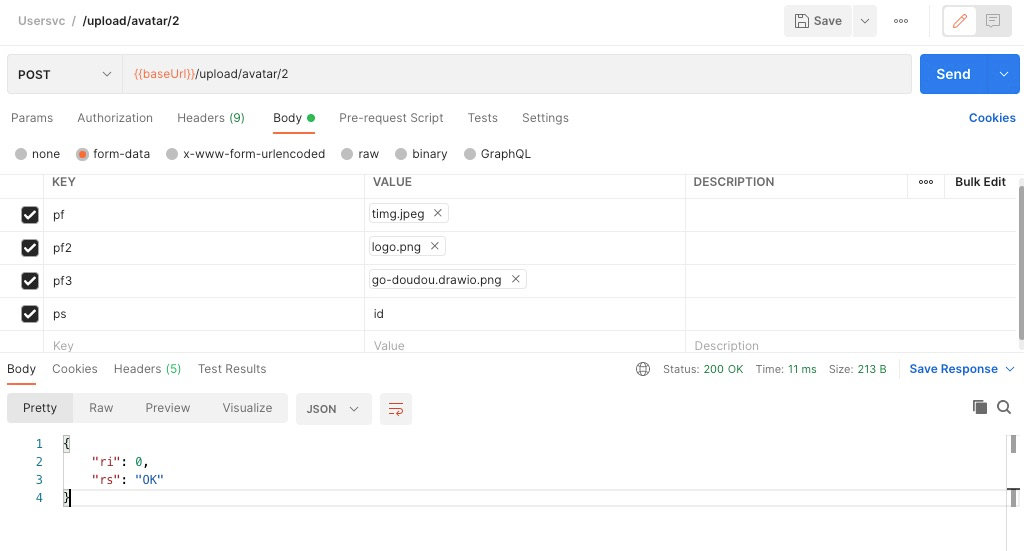 Usersvc / /upload/avatar/2 Save
POST {{baseUrl}}/upload/avatar/2 Send
Params Authorization Headers (9) Body Pre-request Script Tests Settings Cookies
none form-data x-www-form-urlencoded raw binary GraphQL
KEY VALUE DESCRIPTION Bulk Edit
pf timg.jpeg
pf2 logo.png
pf3 go-doudou.drawio.png
ps id
Key Value Description
Body Cookies Headers (5) Test Results Status: 200 OK Time: 11 ms Size: 213 B Save Response
Pretty Raw Preview Visualize JSON
1 {
2 "ri": 0,
3 "rs": "OK"
4 }